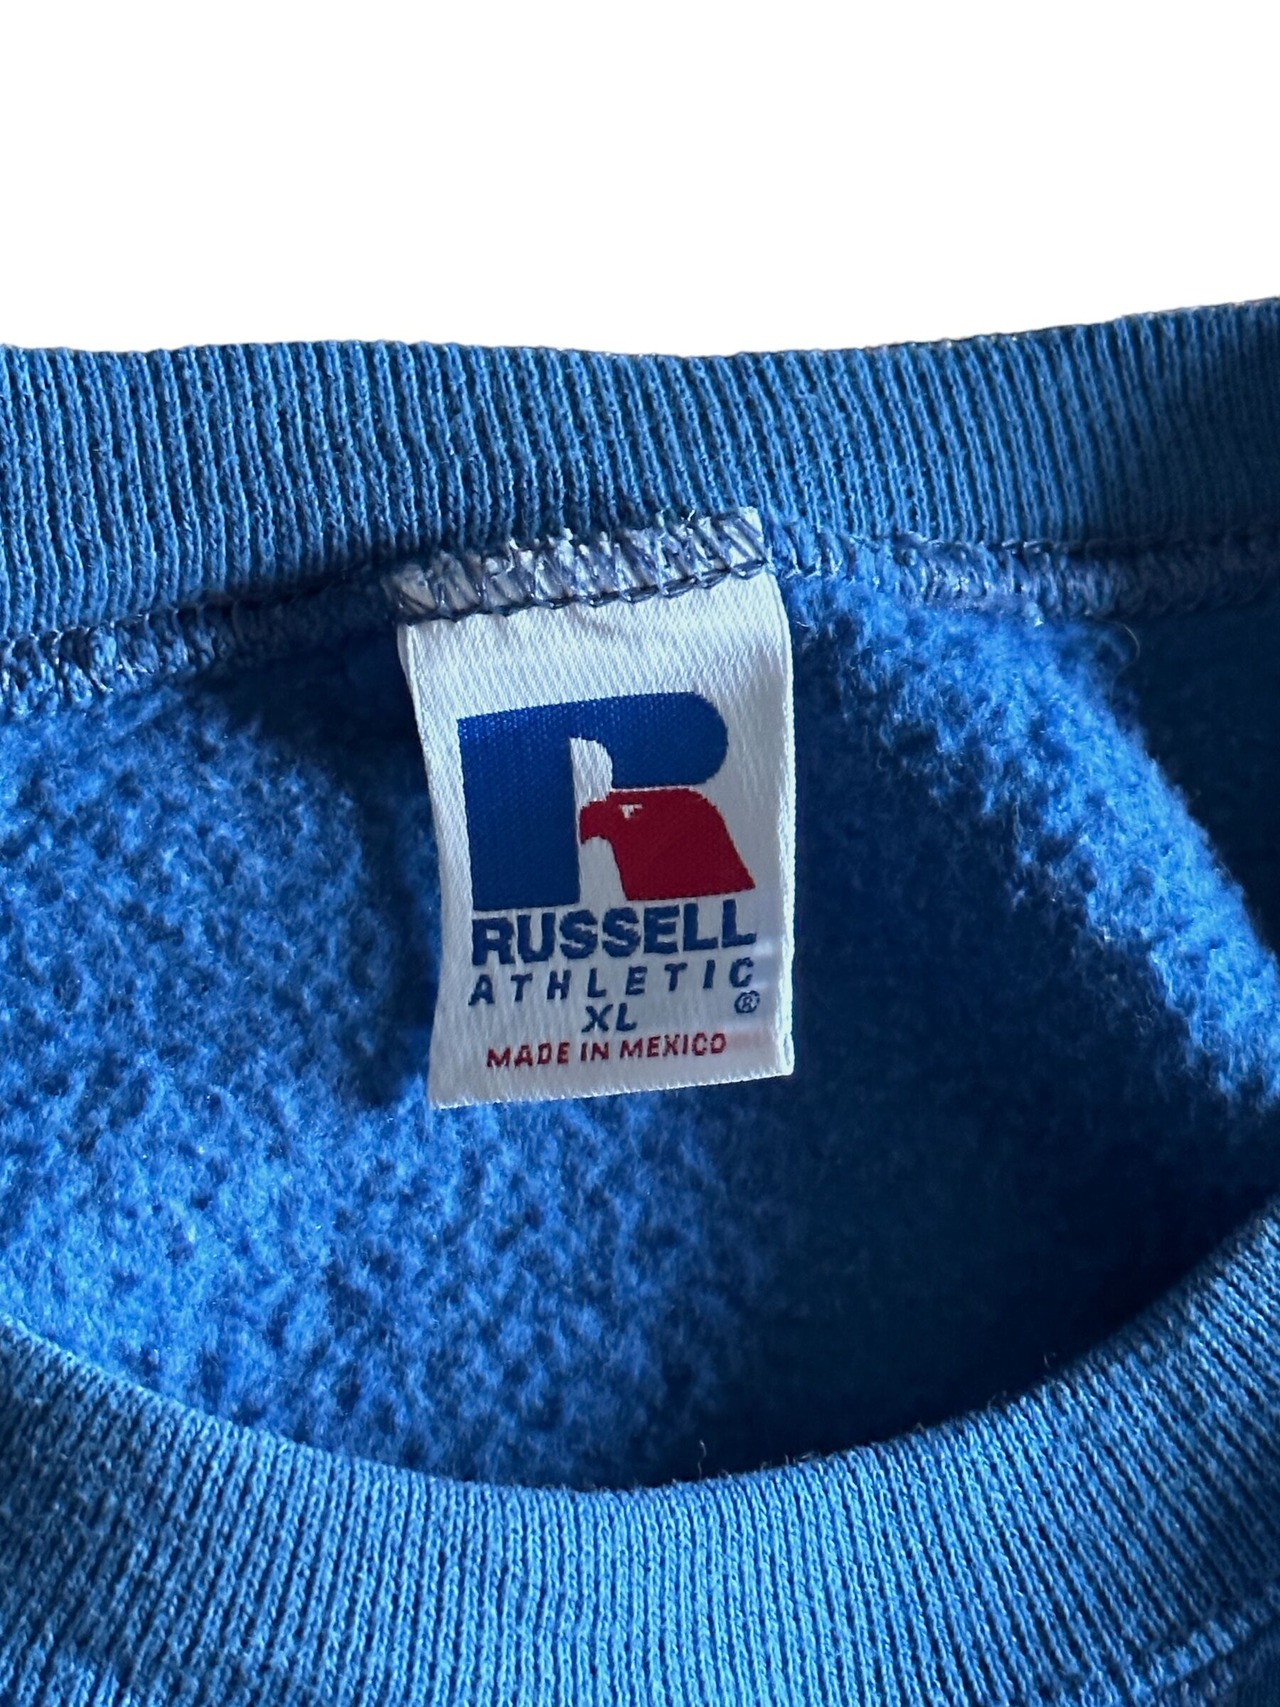 R
RUSSELL
ATHLETIC
®
XL
MADE IN MEXICO